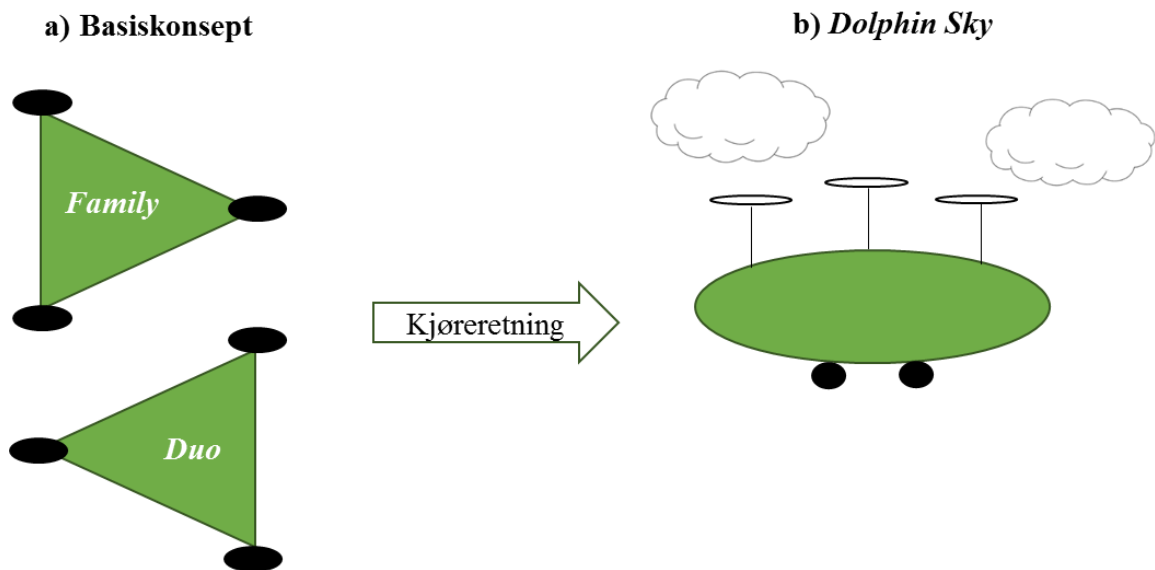 a) Basiskonsept
b) Dolphin Sky
Family
Kjøreretning
Duo